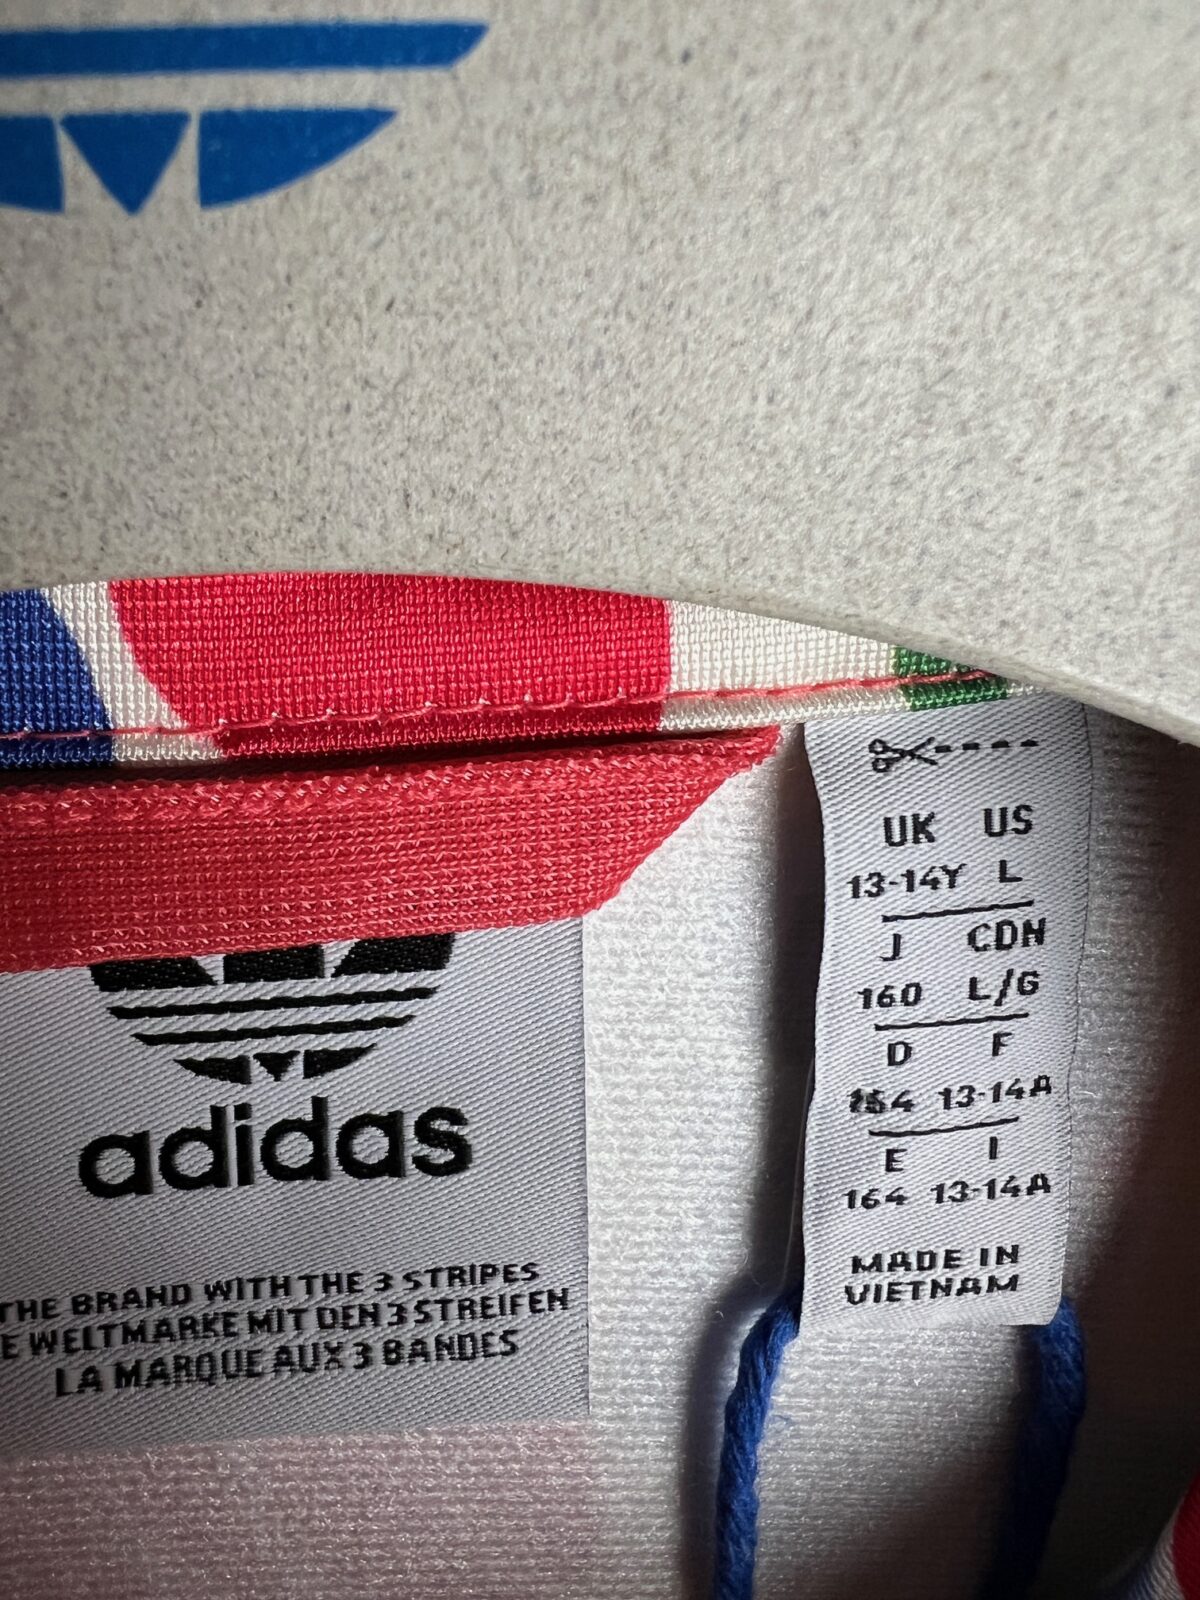 adidas
THE BRAND WITH THE 3 STRIPES
E WELTMARKE MIT DEN 3 STREIFEN
LA MARQUE AUX 3 BANDES
UK US
13-14Y L
J CDN
160 L/G
D F
164 13-14A
E I
164 13-14A
MADE IN
VIETNAM